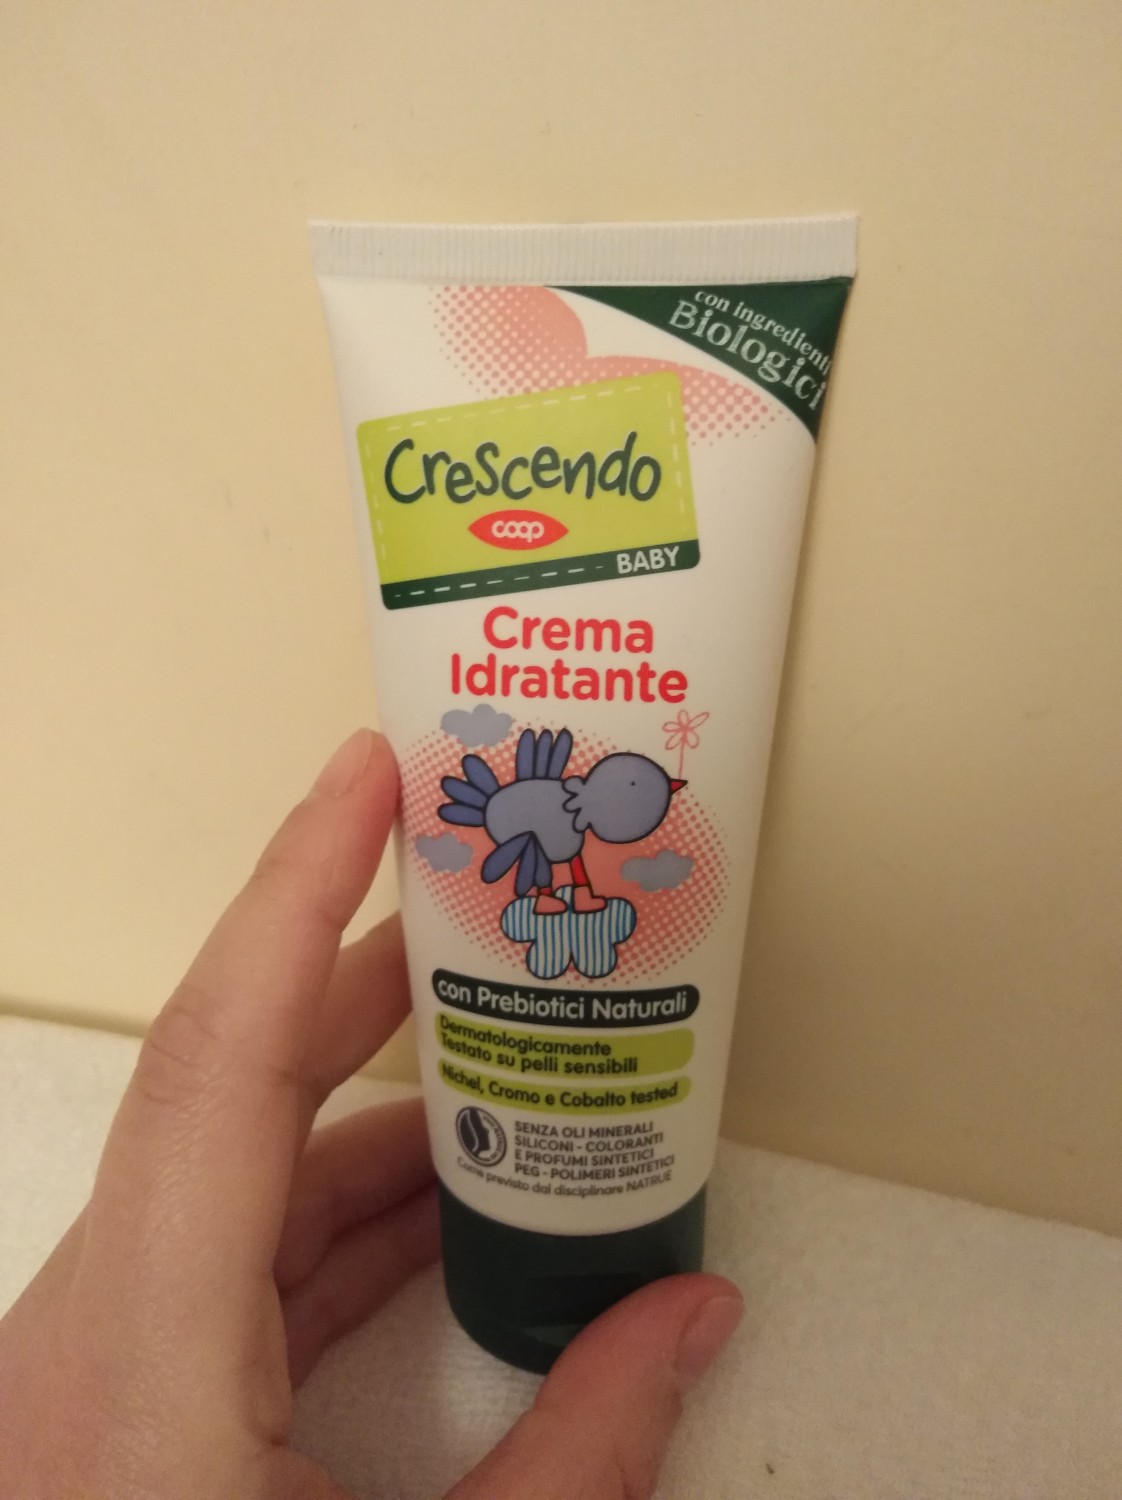 con ingredienti
Biologici
Crescendo
coop
BABY
Crema
Idratante
con Prebiotici Naturali
Dermatologicamente
Testato su pelli sensibili
Nichel, Cromo e Cobalto tested
SENZA OLI MINERALI
SILICONI - COLORANTI
E PROFUMI SINTETICI
PEG - POLIMERI SINTETICI
Come previsto dal disciplinare NATRUE